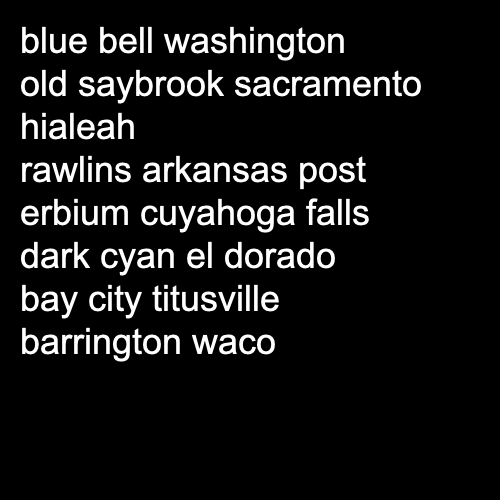 blue bell washington
old saybrook sacramento
hialeah
rawlins arkansas post
erbium cuyahoga falls
dark cyan el dorado
bay city titusville
barrington waco